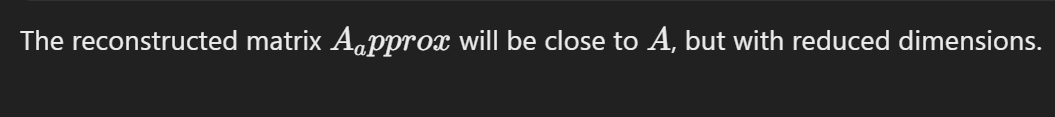 The reconstructed matrix Aₐpprox will be close to A, but with reduced dimensions.